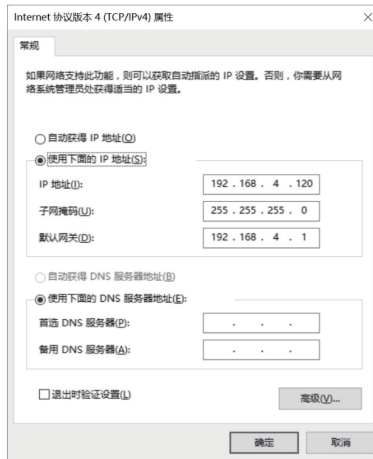 Internet 协议版本 4 (TCP/IPv4) 属性
常规
如果网络支持此功能，则可以获取自动指派的 IP 设置。否则，你需要从网
络系统管理员处获得适当的 IP 设置。
自动获得 IP 地址(O)
使用下面的 IP 地址(S):
IP 地址(I): 192 . 168 . 4 . 120
子网掩码(U): 255 . 255 . 255 . 0
默认网关(D): 192 . 168 . 4 . 1
自动获得 DNS 服务器地址(B)
使用下面的 DNS 服务器地址(E):
首选 DNS 服务器(P): . . .
备用 DNS 服务器(A): . . .
退出时验证设置(L)
高级(V)...
确定 取消